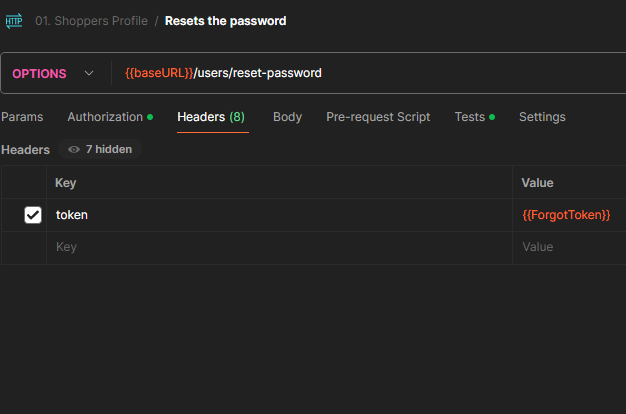 HTTP 01. Shoppers Profile / Resets the password
OPTIONS {{baseURL}}/users/reset-password
Params Authorization Headers (8) Body Pre-request Script Tests Settings
Headers 7 hidden
Key Value
token {{ForgotToken}}
Key Value